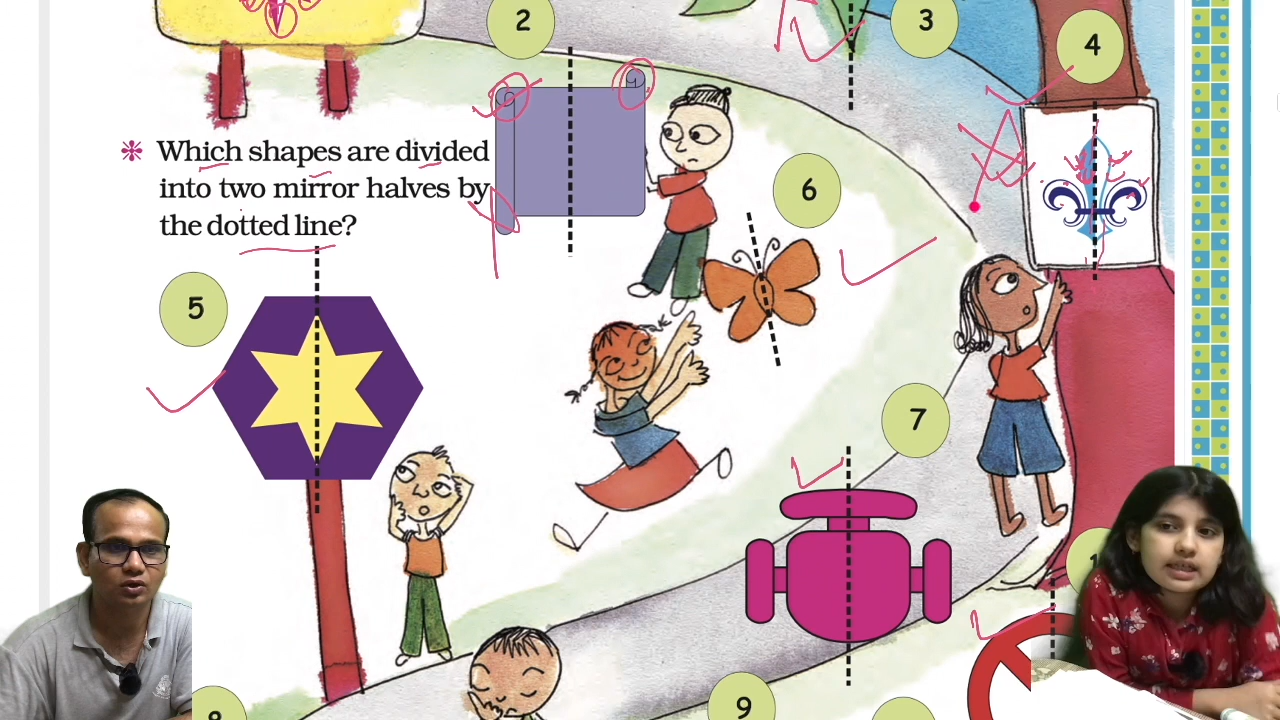 2
3
4
Which shapes are divided
into two mirror halves by
the dotted line?
6
5
7
9